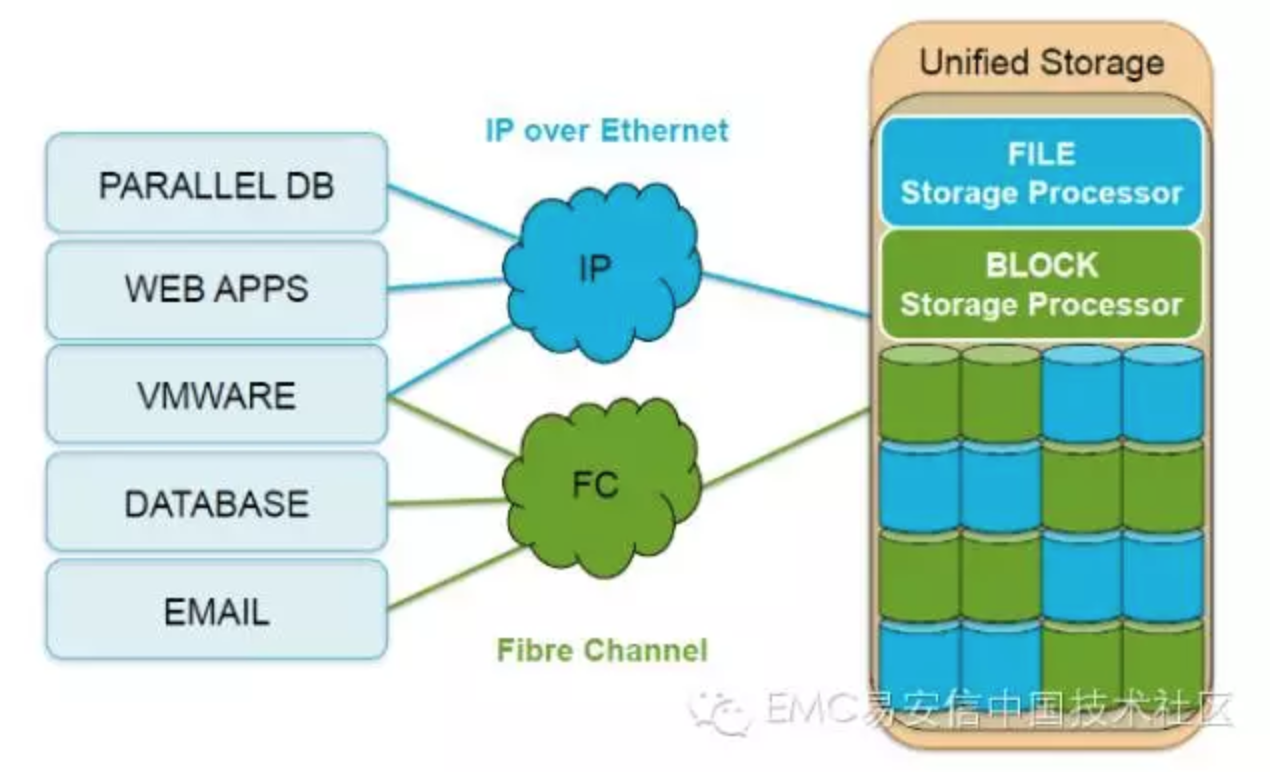 Unified Storage
IP over Ethernet
FILE
Storage Processor
PARALLEL DB
BLOCK
Storage Processor
WEB APPS
IP
VMWARE
FC
DATABASE
EMAIL
Fibre Channel
EMC易安信中国技术社区